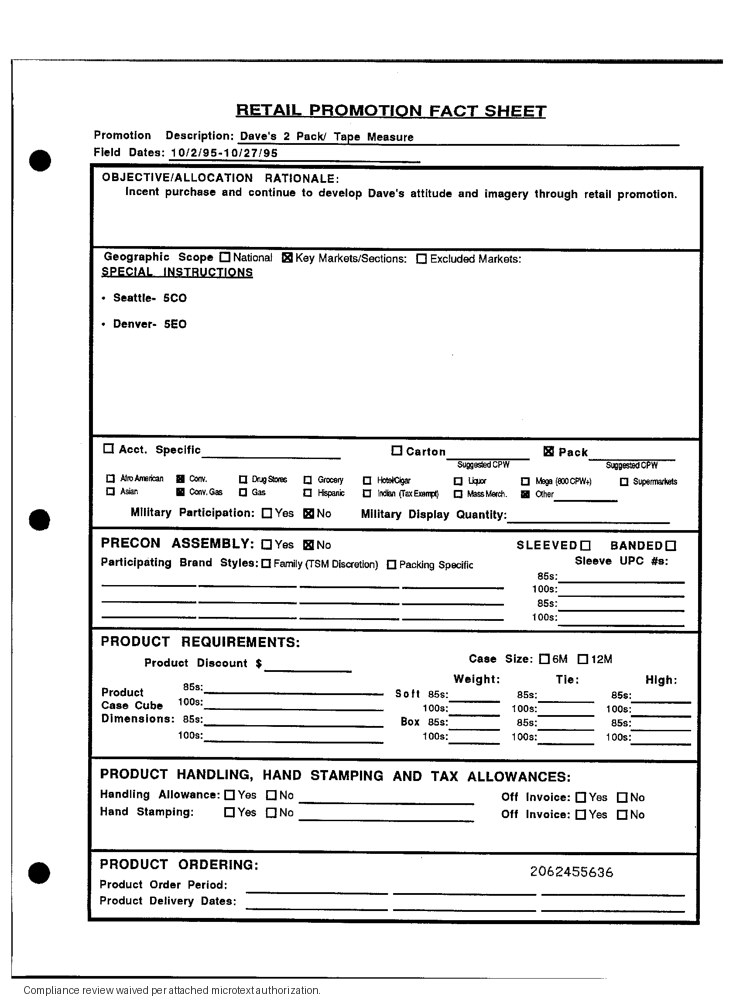 RETAIL PROMOTION FACT SHEET
Promotion Description: Dave's 2 Pack/ Tape Measure
Field Dates: 10/2/95-10/27/95
OBJECTIVE/ALLOCATION RATIONALE:
Incent purchase and continue to develop Dave's attitude and imagery through retail promotion.
Geographic Scope ☐ National ☒ Key Markets/Sections: ☐ Excluded Markets:
SPECIAL INSTRUCTIONS
• Seattle- 5CO
• Denver- 5EO
☐ Acct. Specific ☐ Carton ☒ Pack
Suggested CPW Suggested CPW
☐ Afro American ☒ Conv. ☐ Drug Stores ☐ Grocery ☐ Hotel/Cigar ☐ Liquor ☐ Mega (800 CPW+) ☐ Supermarkets
☐ Asian ☒ Conv. Gas ☐ Gas ☐ Hispanic ☐ Indian (Tax Exempt) ☐ Mass Merch. ☒ Other
Military Participation: ☐ Yes ☒ No Military Display Quantity:
PRECON ASSEMBLY: ☐ Yes ☒ No SLEEVED ☐ BANDED ☐
Participating Brand Styles: ☐ Family (TSM Discretion) ☐ Packing Specific Sleeve UPC #s:
85s:
100s:
85s:
100s:
PRODUCT REQUIREMENTS:
Product Discount $ Case Size: ☐ 6M ☐ 12M
Weight: Tie: High:
Product 85s: Soft 85s: 85s: 85s:
Case Cube 100s: 100s: 100s: 100s:
Dimensions: 85s: Box 85s: 85s: 85s:
100s: 100s: 100s: 100s:
PRODUCT HANDLING, HAND STAMPING AND TAX ALLOWANCES:
Handling Allowance: ☐ Yes ☐ No Off Invoice: ☐ Yes ☐ No
Hand Stamping: ☐ Yes ☐ No Off Invoice: ☐ Yes ☐ No
PRODUCT ORDERING:
2062455636
Product Order Period:
Product Delivery Dates:
Compliance review waived per attached microtext authorization.